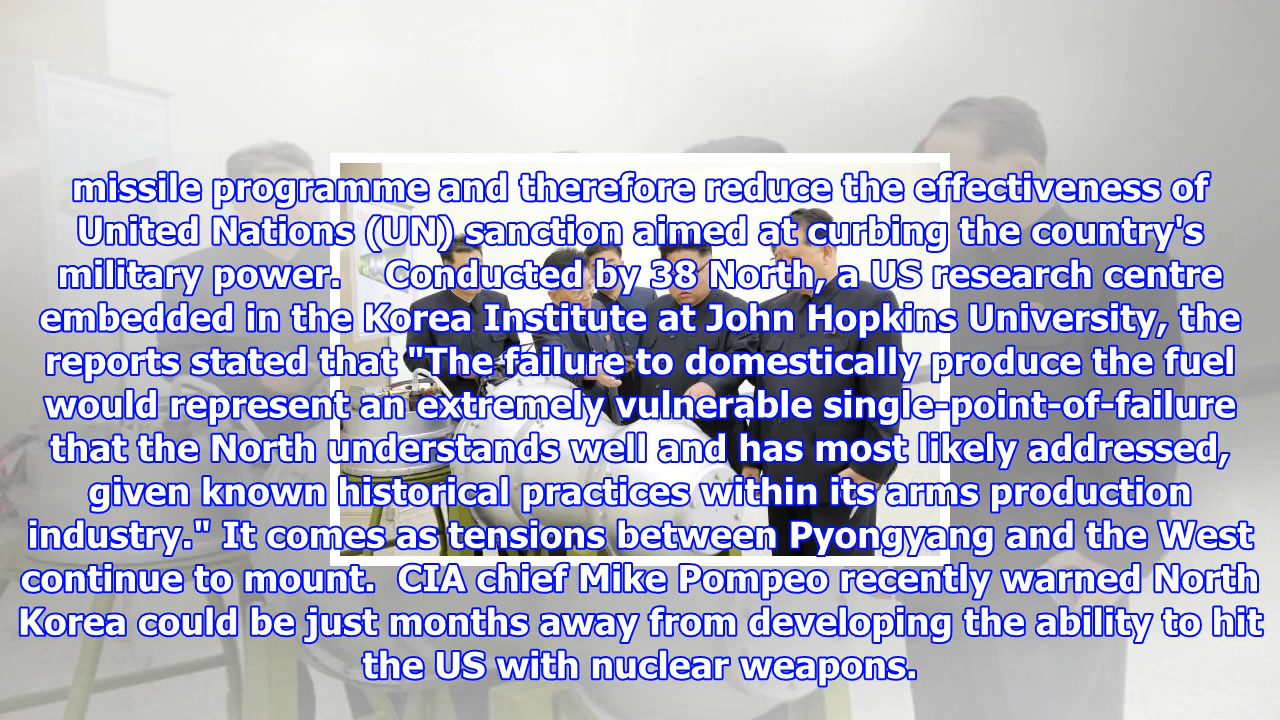 missile programme and therefore reduce the effectiveness of
United Nations (UN) sanction aimed at curbing the country's
military power.    Conducted by 38 North, a US research centre
embedded in the Korea Institute at John Hopkins University, the
reports stated that "The failure to domestically produce the fuel
would represent an extremely vulnerable single-point-of-failure
that the North understands well and has most likely addressed,
given known historical practices within its arms production
industry." It comes as tensions between Pyongyang and the West
continue to mount.  CIA chief Mike Pompeo recently warned North
Korea could be just months away from developing the ability to hit
the US with nuclear weapons.